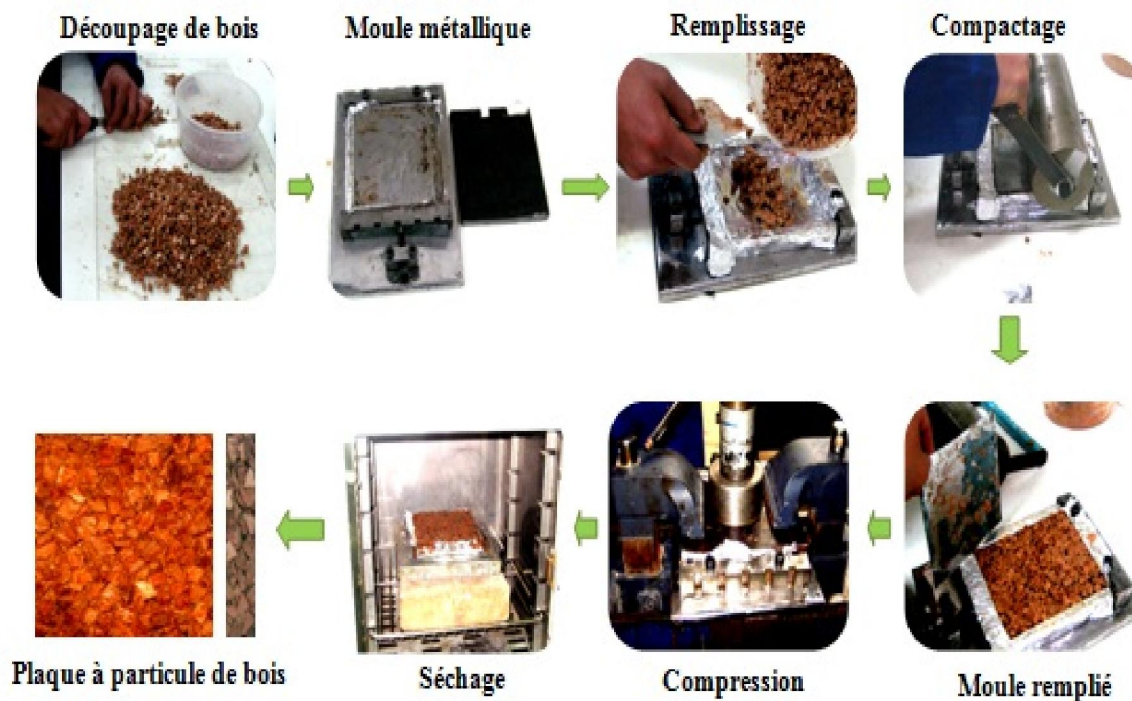 Découpage de bois
Moule métallique
Remplissage
Compactage
Moule remplié
Compression
Séchage
Plaque à particule de bois